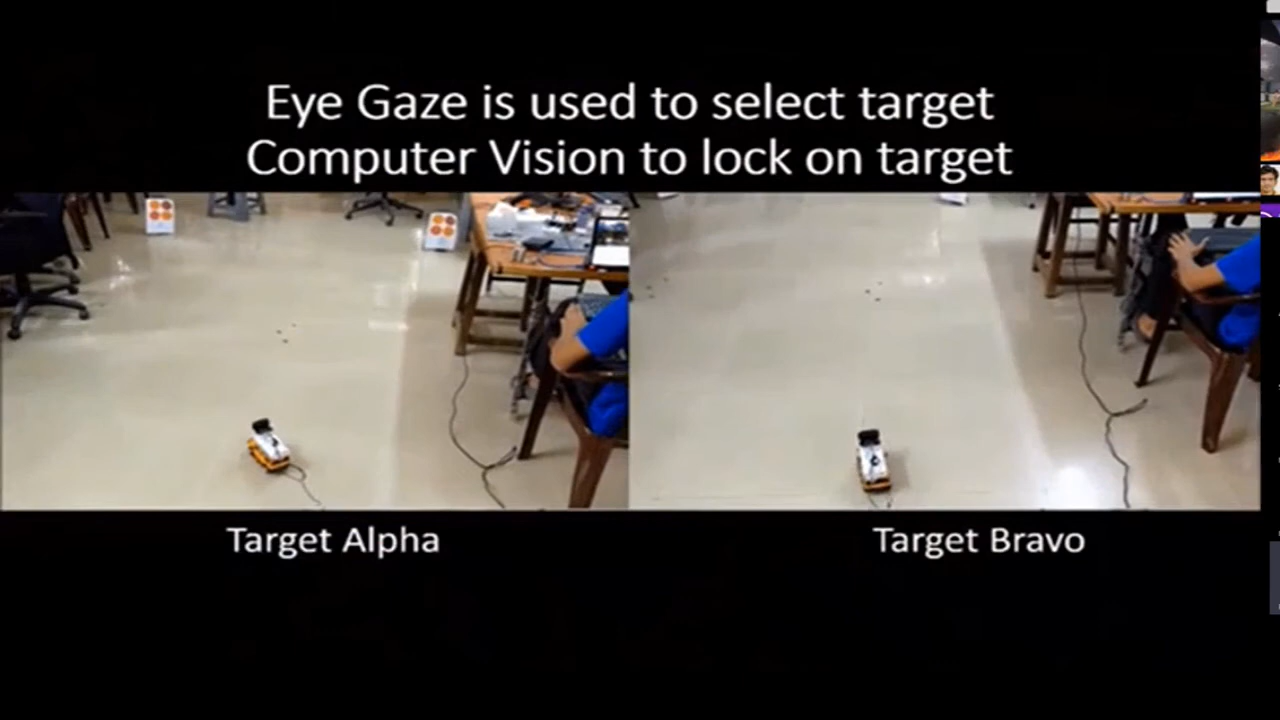 Eye Gaze is used to select target
Computer Vision to lock on target
Target Alpha
Target Bravo